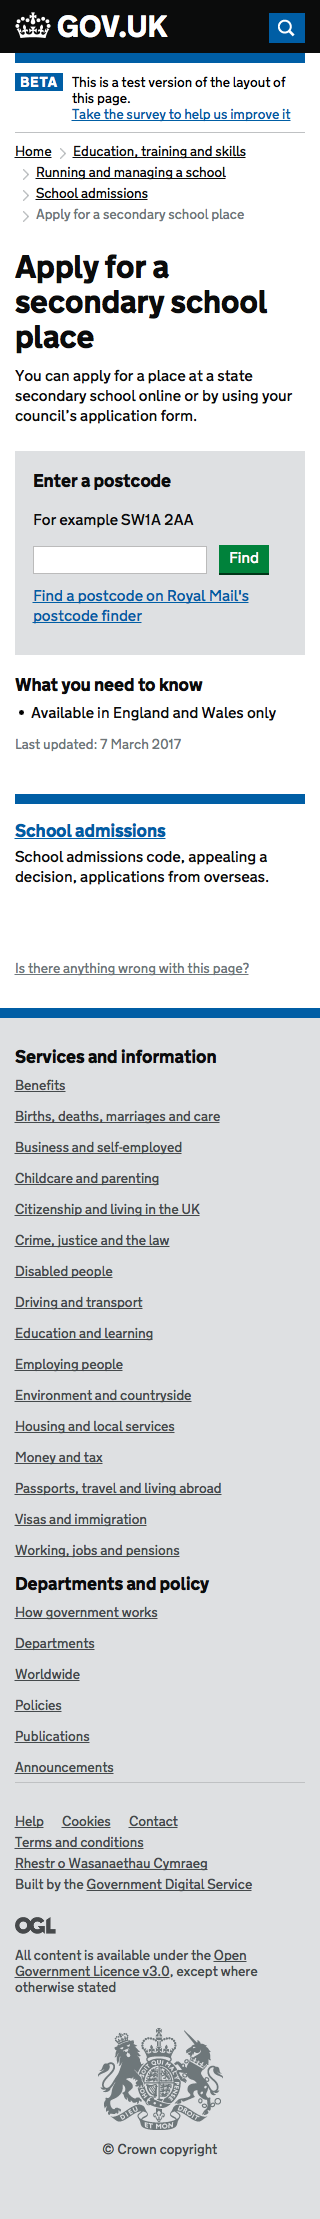 GOV.UK
BETA
This is a test version of the layout of
this page.
Take the survey to help us improve it
Home
Education, training and skills
Running and managing a school
School admissions
Apply for a secondary school place
Apply for a
secondary school
place
You can apply for a place at a state
secondary school online or by using your
council’s application form.
Enter a postcode
For example SW1A 2AA
Find
Find a postcode on Royal Mail's
postcode finder
What you need to know
• Available in England and Wales only
Last updated: 7 March 2017
School admissions
School admissions code, appealing a
decision, applications from overseas.
Is there anything wrong with this page?
Services and information
Benefits
Births, deaths, marriages and care
Business and self-employed
Childcare and parenting
Citizenship and living in the UK
Crime, justice and the law
Disabled people
Driving and transport
Education and learning
Employing people
Environment and countryside
Housing and local services
Money and tax
Passports, travel and living abroad
Visas and immigration
Working, jobs and pensions
Departments and policy
How government works
Departments
Worldwide
Policies
Publications
Announcements
Help Cookies Contact
Terms and conditions
Rhestr o Wasanaethau Cymraeg
Built by the Government Digital Service
OGL
All content is available under the Open
Government Licence v3.0, except where
otherwise stated
DIEU ET MON DROIT
© Crown copyright